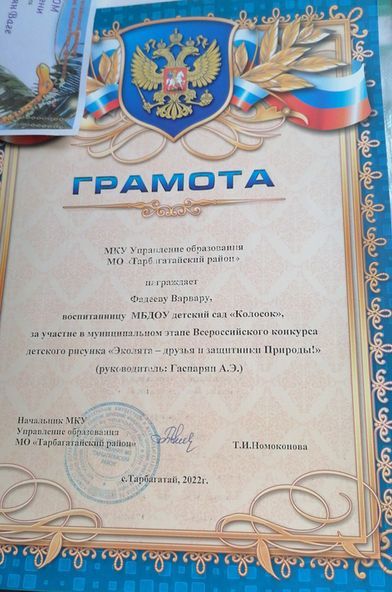 ГРАМОТА
МКУ Управление образования
МО «Тарбагатайский район»
награждает
Фадееву Варвару,
воспитанницу МБДОУ детский сад «Колосок»,
за участие в муниципальном этапе Всероссийского конкурса
детского рисунка «Эколята – друзья и защитники Природы!»
(руководитель: Гаспарян А.Э.)
Начальник МКУ
Управление образования
МО «Тарбагатайский район»
Т.И.Номоконова
с.Тарбагатай, 2022г.